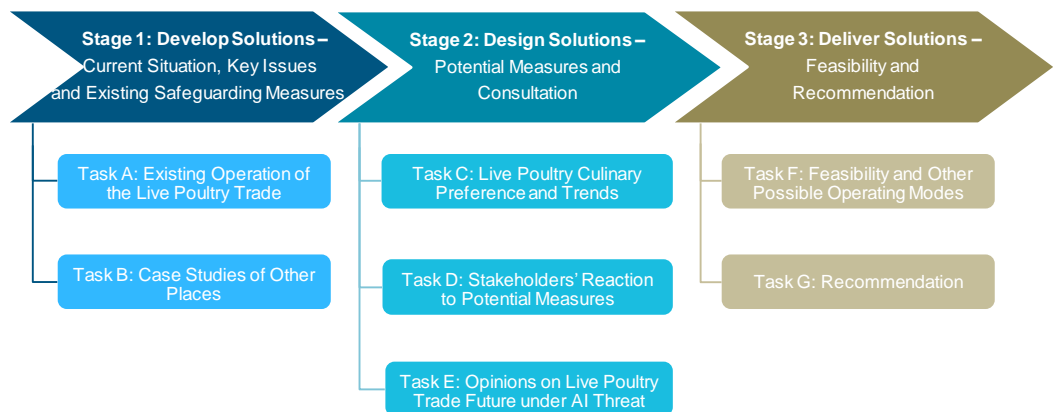 Stage 1: Develop Solutions –
Current Situation, Key Issues
and Existing Safeguarding Measures
Stage 2: Design Solutions –
Potential Measures and
Consultation
Stage 3: Deliver Solutions –
Feasibility and
Recommendation
Task A: Existing Operation of
the Live Poultry Trade
Task B: Case Studies of Other
Places
Task C: Live Poultry Culinary
Preference and Trends
Task D: Stakeholders’ Reaction
to Potential Measures
Task E: Opinions on Live Poultry
Trade Future under AI Threat
Task F: Feasibility and Other
Possible Operating Modes
Task G: Recommendation